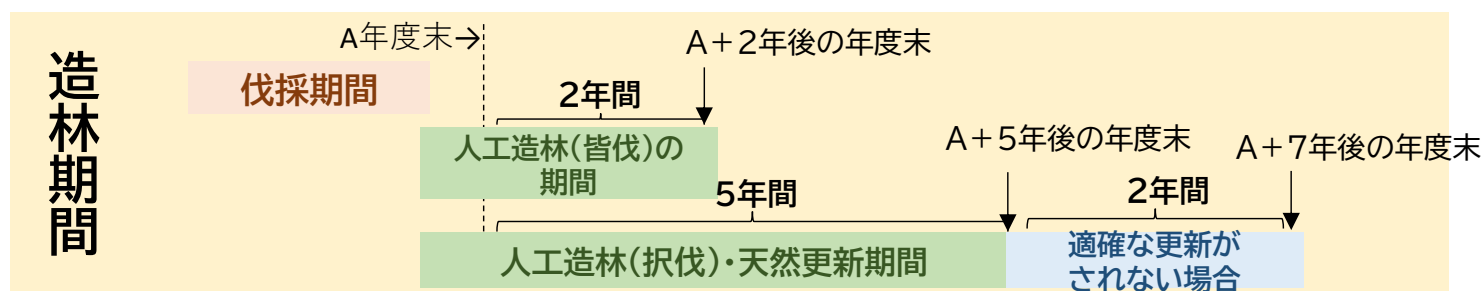 造林期間
A年度末→
A＋2年後の年度末
伐採期間
2年間
人工造林(皆伐)の
期間
A＋5年後の年度末
A＋7年後の年度末
5年間
2年間
人工造林(択伐)・天然更新期間
適確な更新が
されない場合